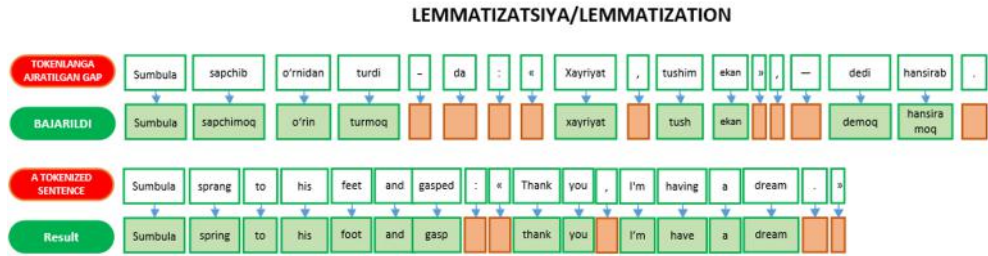 LEMMATIZATSIYA/LEMMATIZATION
TOKENLANGA AJRATILGAN GAP Sumbula sapchib o'rnidan turdi – da : « Xayriyat , tushim ekan » , — dedi hansirab .
BAJARILDI Sumbula sapchimoq o'rin turmoq xayriyat tush ekan demoq hansira moq
A TOKENIZED SENTENCE Sumbula sprang to his feet and gasped : « Thank you , I'm having a dream . »
Result Sumbula spring to his foot and gasp thank you I'm have a dream